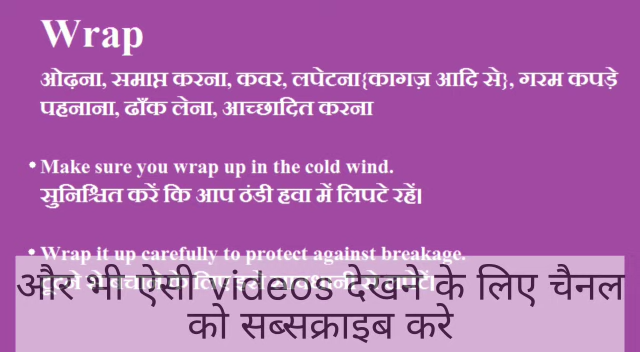 Wrap
ओढ़ना, समाप्त करना, कवर, लपेटना{कागज़ आदि से}, गरम कपड़े
पहनाना, ढाँक लेना, आच्छादित करना
• Make sure you wrap up in the cold wind.
सुनिश्चित करें कि आप ठंडी हवा में लिपटे रहें।
• Wrap it up carefully to protect against breakage.
और भी ऐसी videos देखने के लिए चैनल
को सब्सक्राइब करे